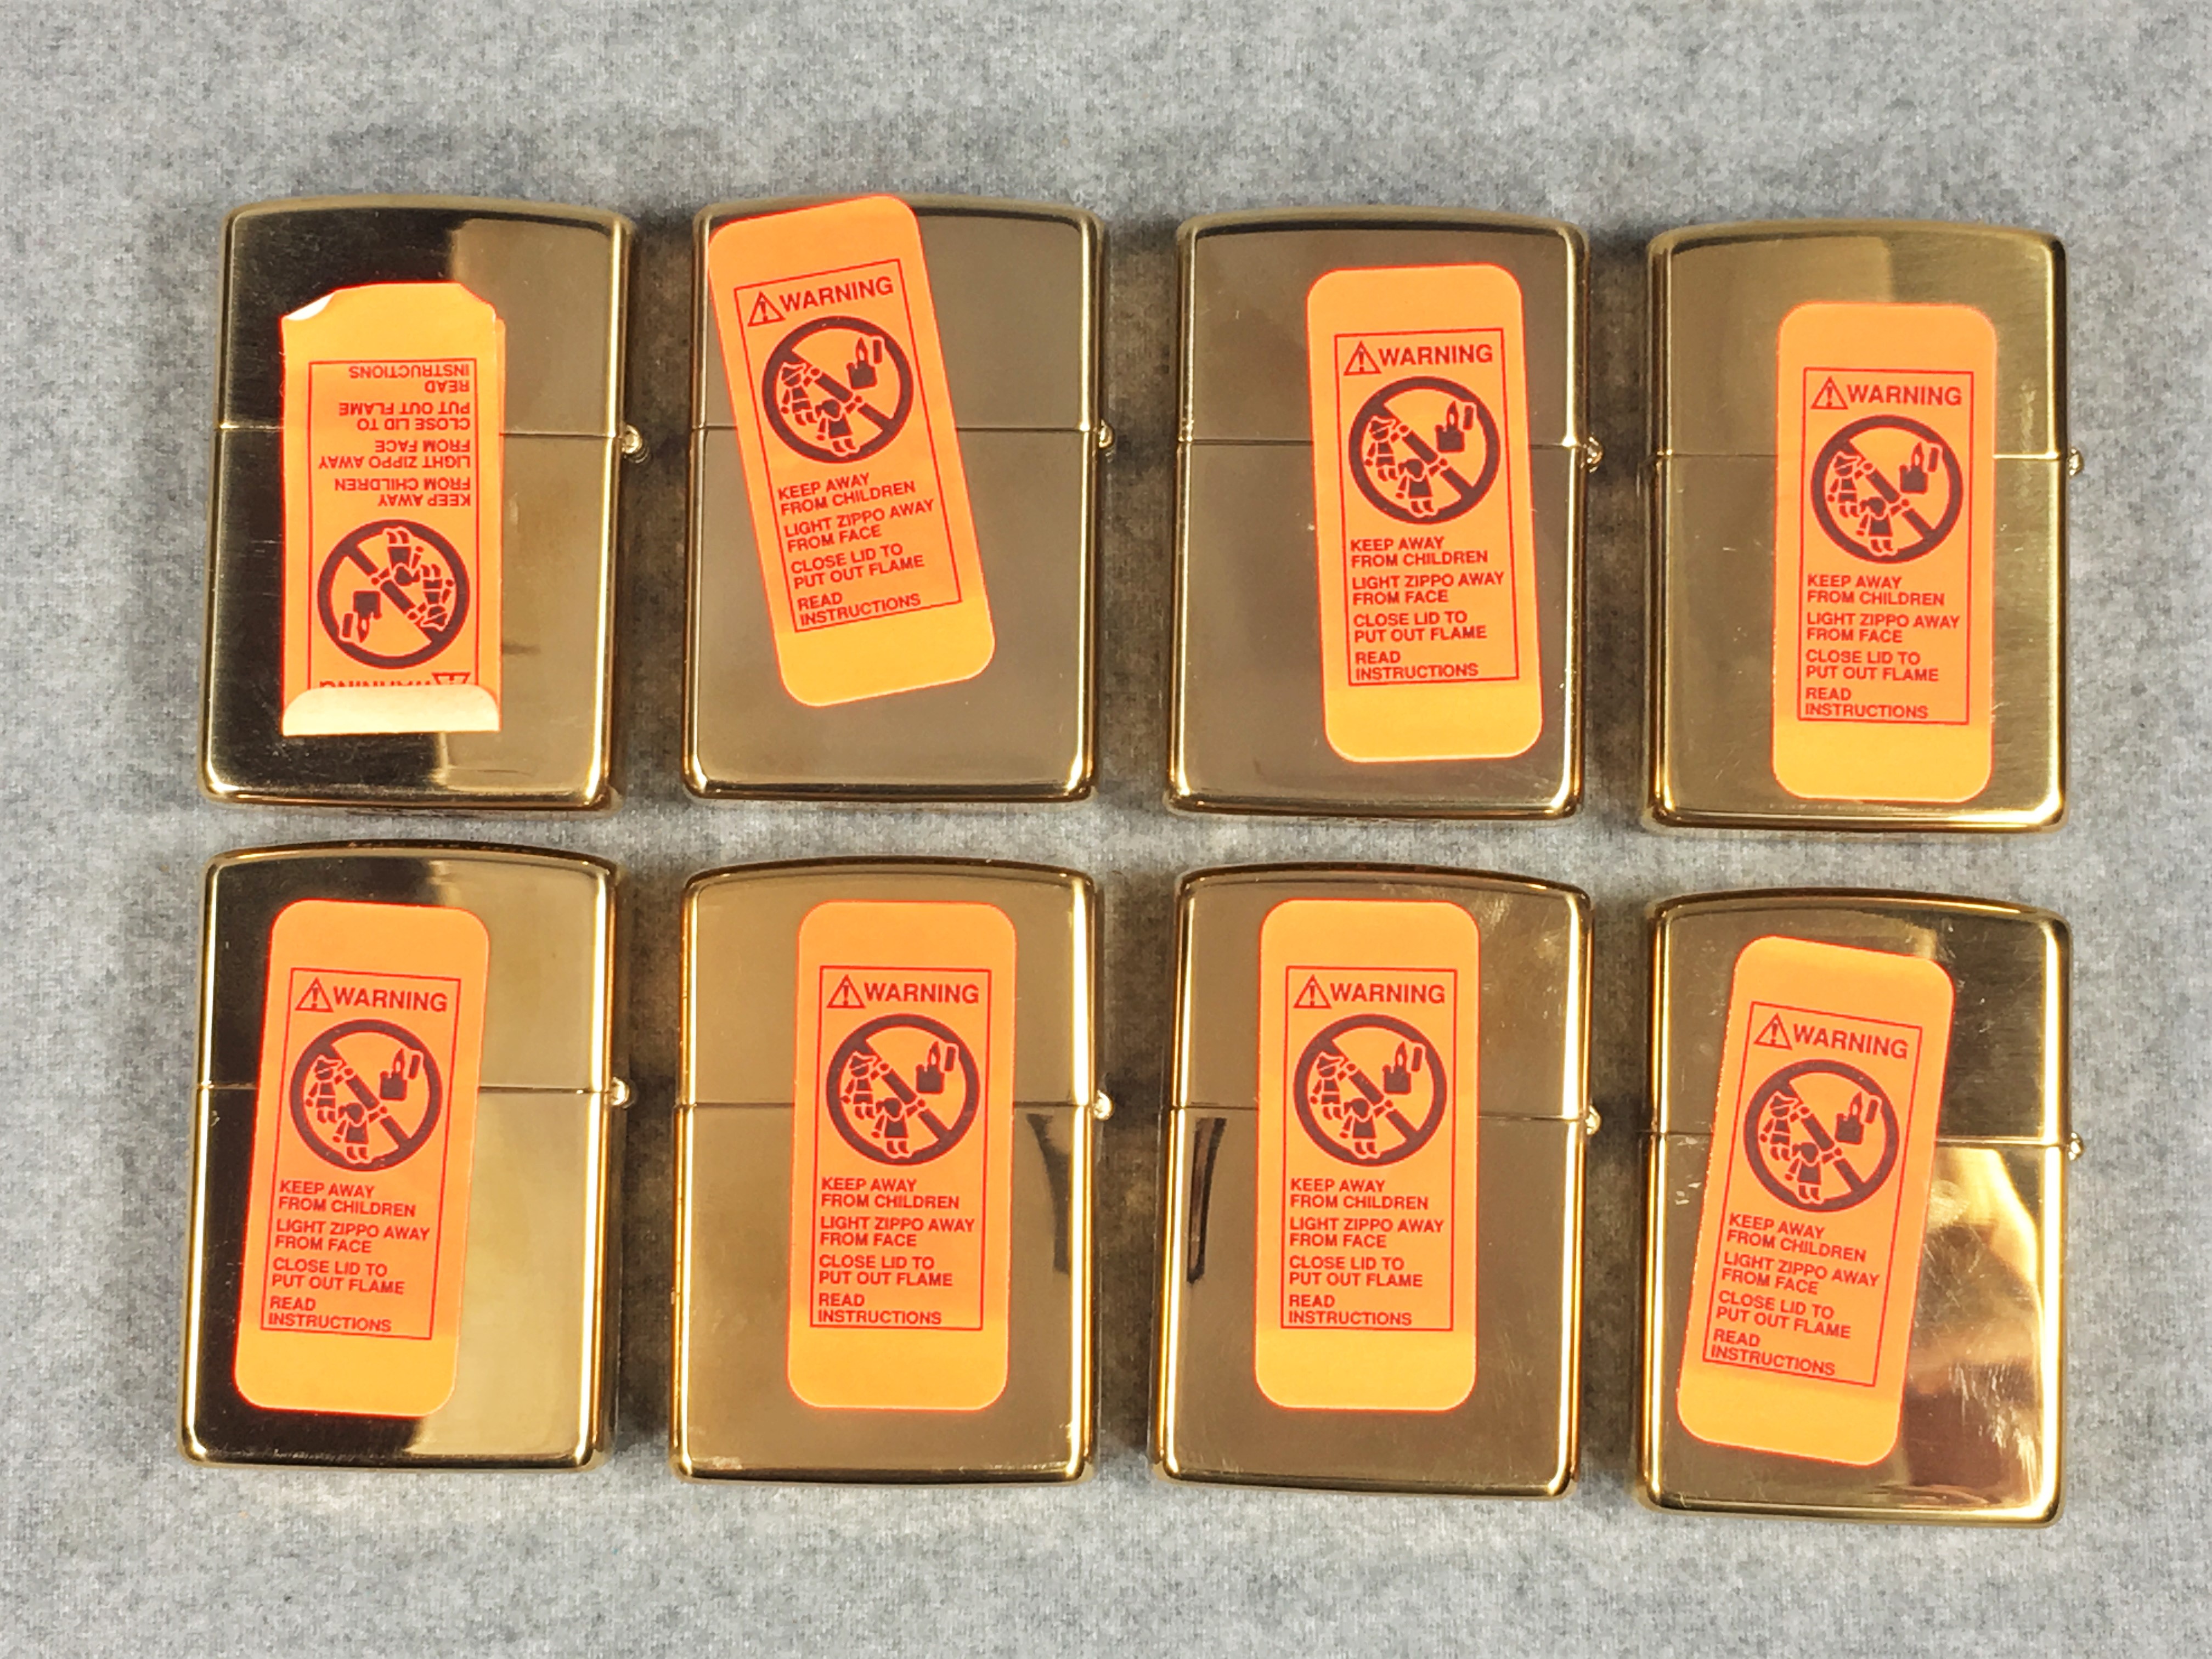 READ
INSTRUCTIONS
CLOSE LID TO
PUT OUT FLAME
LIGHT ZIPPO AWAY
FROM FACE
KEEP AWAY
FROM CHILDREN
WARNING
WARNING
KEEP AWAY
FROM CHILDREN
LIGHT ZIPPO AWAY
FROM FACE
CLOSE LID TO
PUT OUT FLAME
READ
INSTRUCTIONS
WARNING
KEEP AWAY
FROM CHILDREN
LIGHT ZIPPO AWAY
FROM FACE
CLOSE LID TO
PUT OUT FLAME
READ
INSTRUCTIONS
WARNING
KEEP AWAY
FROM CHILDREN
LIGHT ZIPPO AWAY
FROM FACE
CLOSE LID TO
PUT OUT FLAME
READ
INSTRUCTIONS
WARNING
KEEP AWAY
FROM CHILDREN
LIGHT ZIPPO AWAY
FROM FACE
CLOSE LID TO
PUT OUT FLAME
READ
INSTRUCTIONS
WARNING
KEEP AWAY
FROM CHILDREN
LIGHT ZIPPO AWAY
FROM FACE
CLOSE LID TO
PUT OUT FLAME
READ
INSTRUCTIONS
WARNING
KEEP AWAY
FROM CHILDREN
LIGHT ZIPPO AWAY
FROM FACE
CLOSE LID TO
PUT OUT FLAME
READ
INSTRUCTIONS
WARNING
KEEP AWAY
FROM CHILDREN
LIGHT ZIPPO AWAY
FROM FACE
CLOSE LID TO
PUT OUT FLAME
READ
INSTRUCTIONS